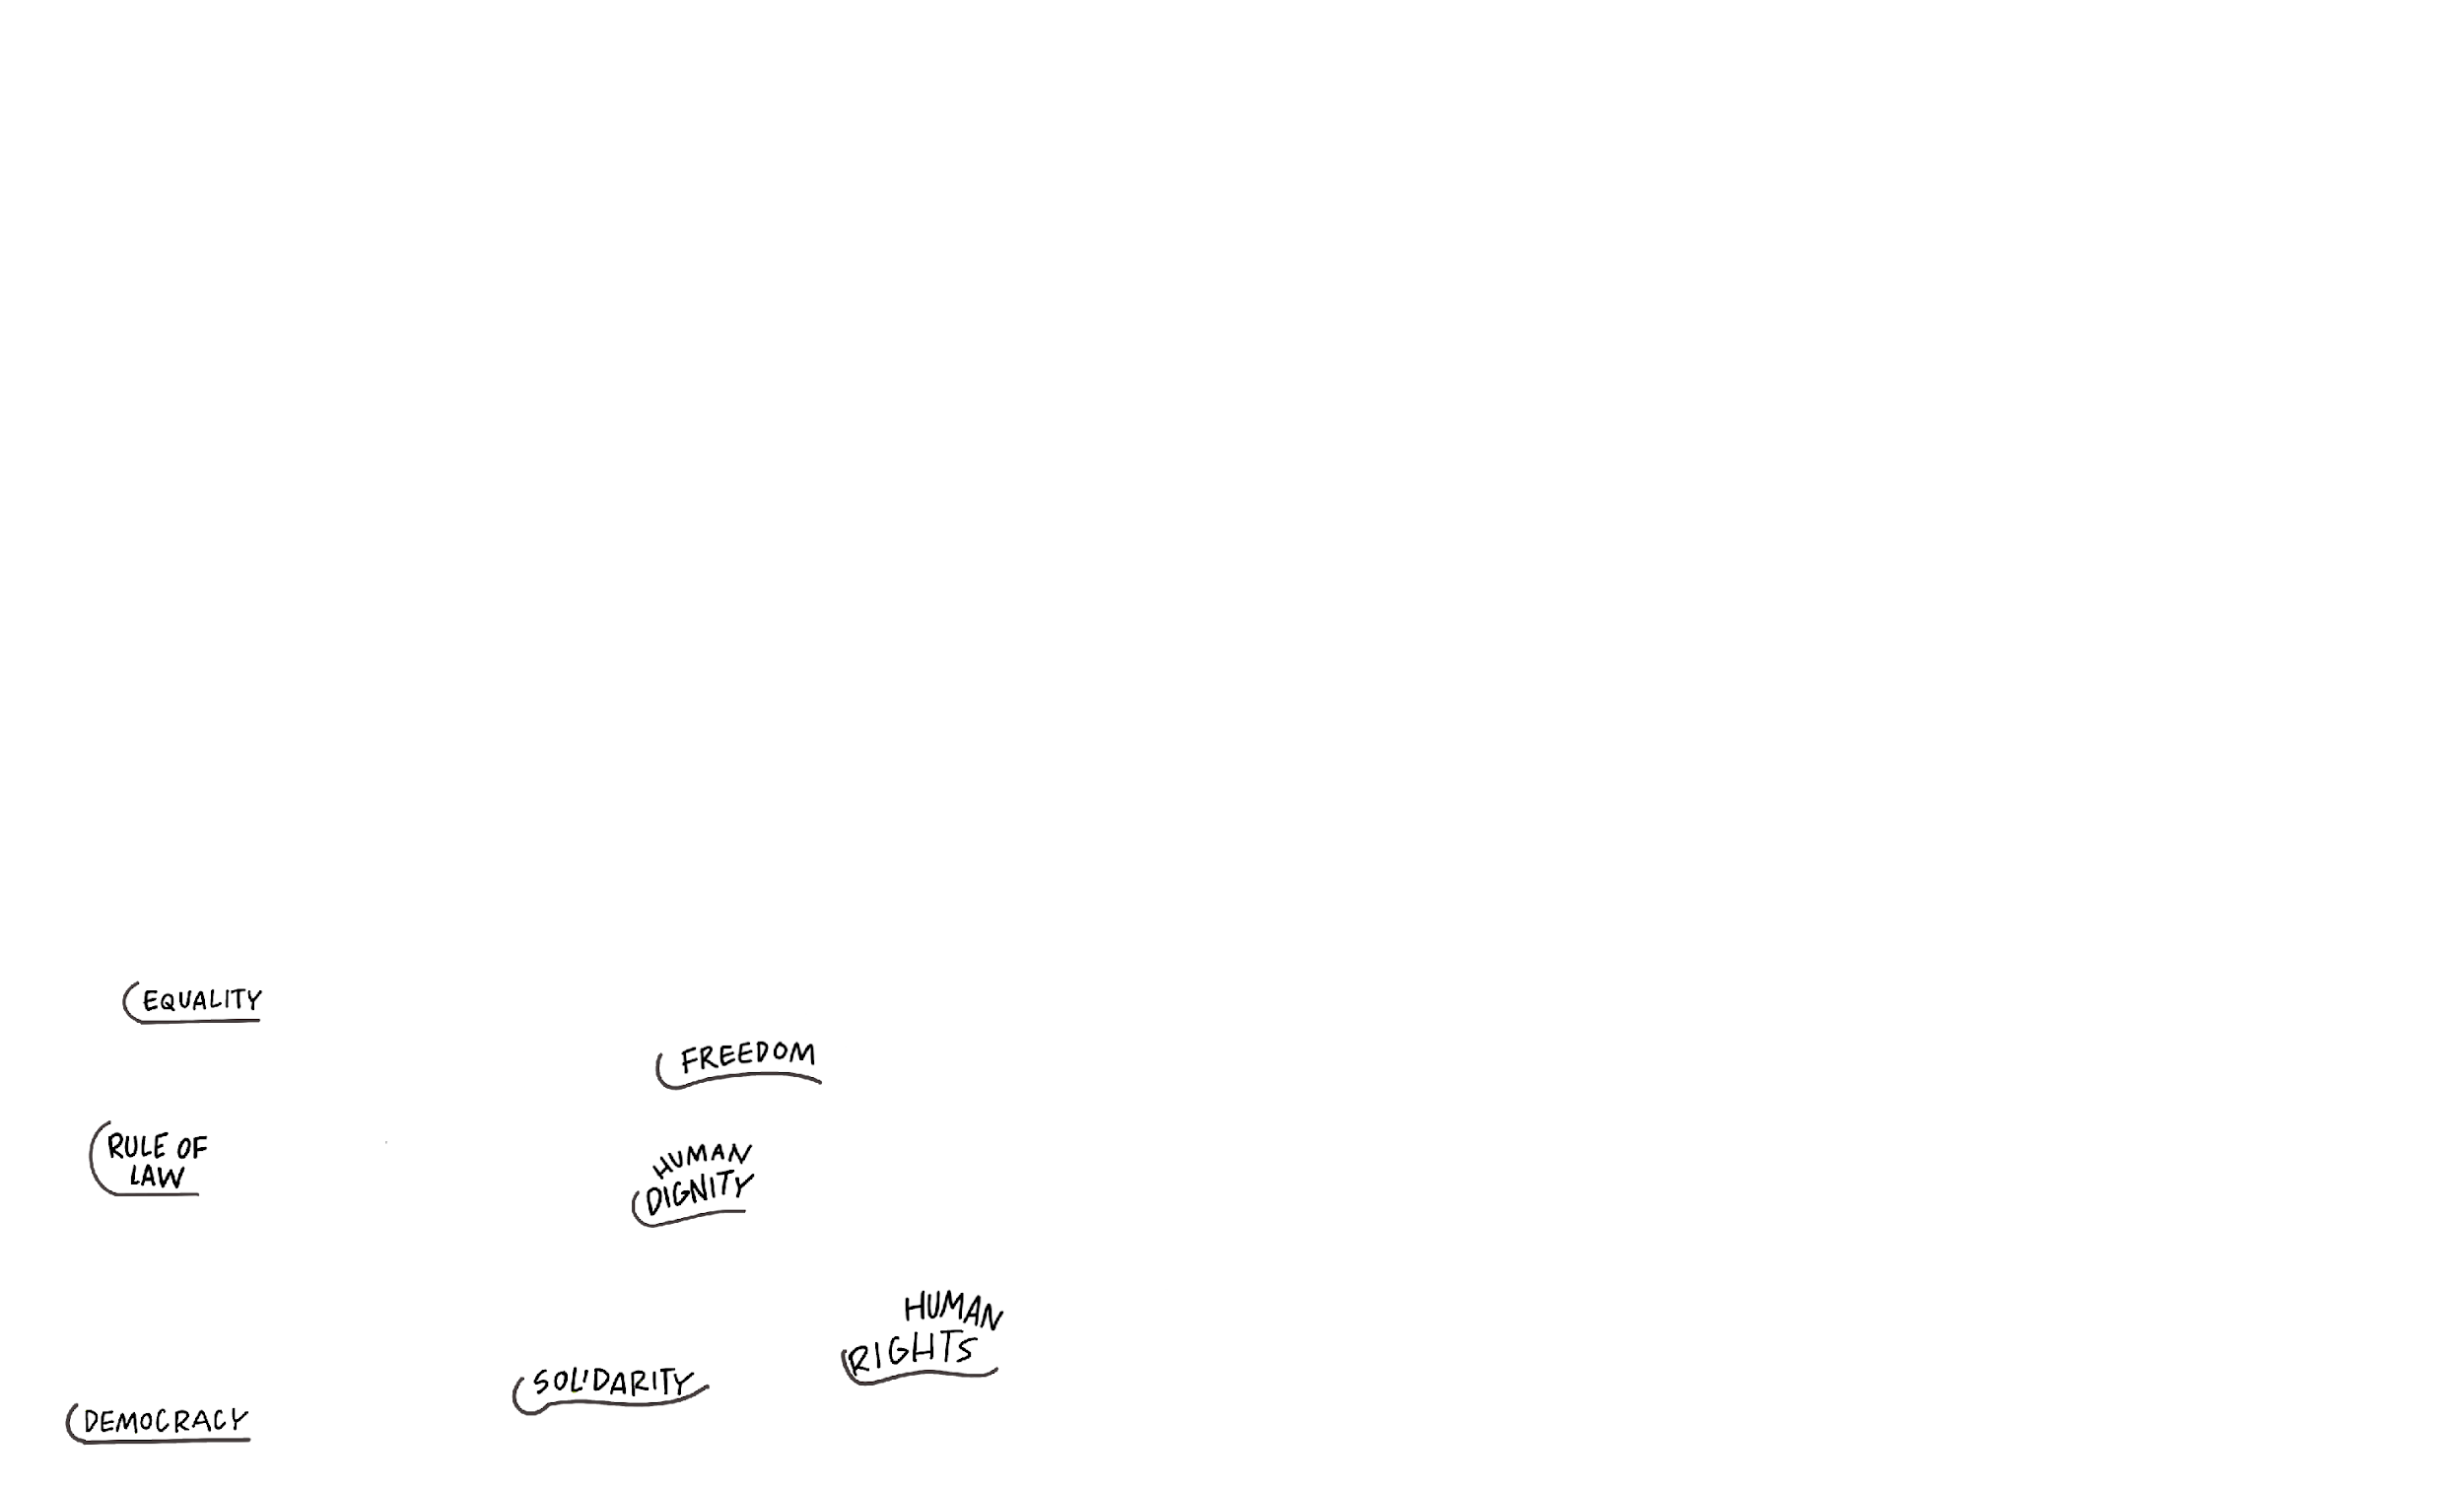 EQUALITY
FREEDOM
RULE OF
LAW
HUMAN
DIGNITY
HUMAN
RIGHTS
SOLIDARITY
DEMOCRACY